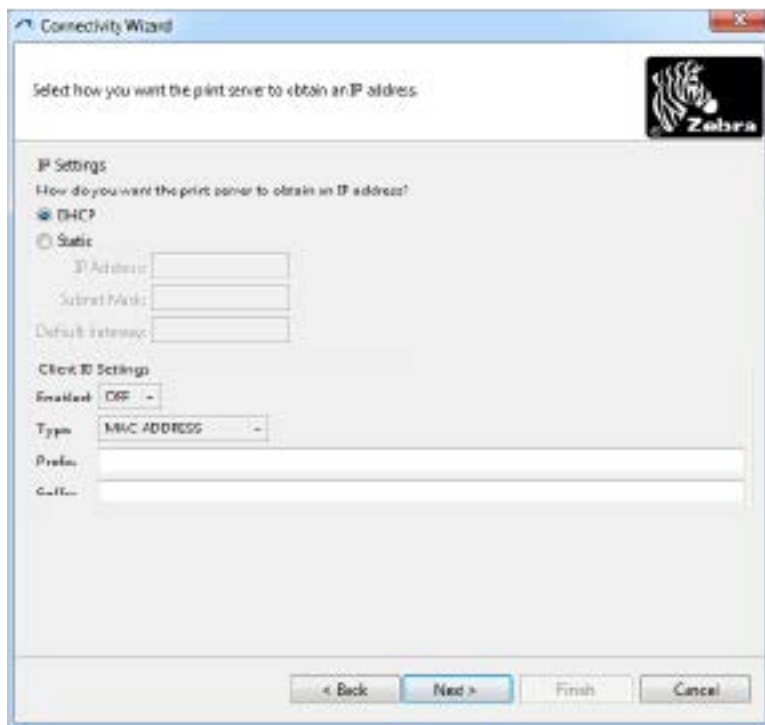 Connectivity Wizard
Select how you want the print server to obtain an IP address
Zebra
IP Settings
How do you want the print server to obtain an IP address?
DHCP
Static
IP Address:
Subnet Mask:
Default Gateway:
Client ID Settings
Enabled: OFF
Type: MAC ADDRESS
Prefix:
Suffix:
< Back Next > Finish Cancel